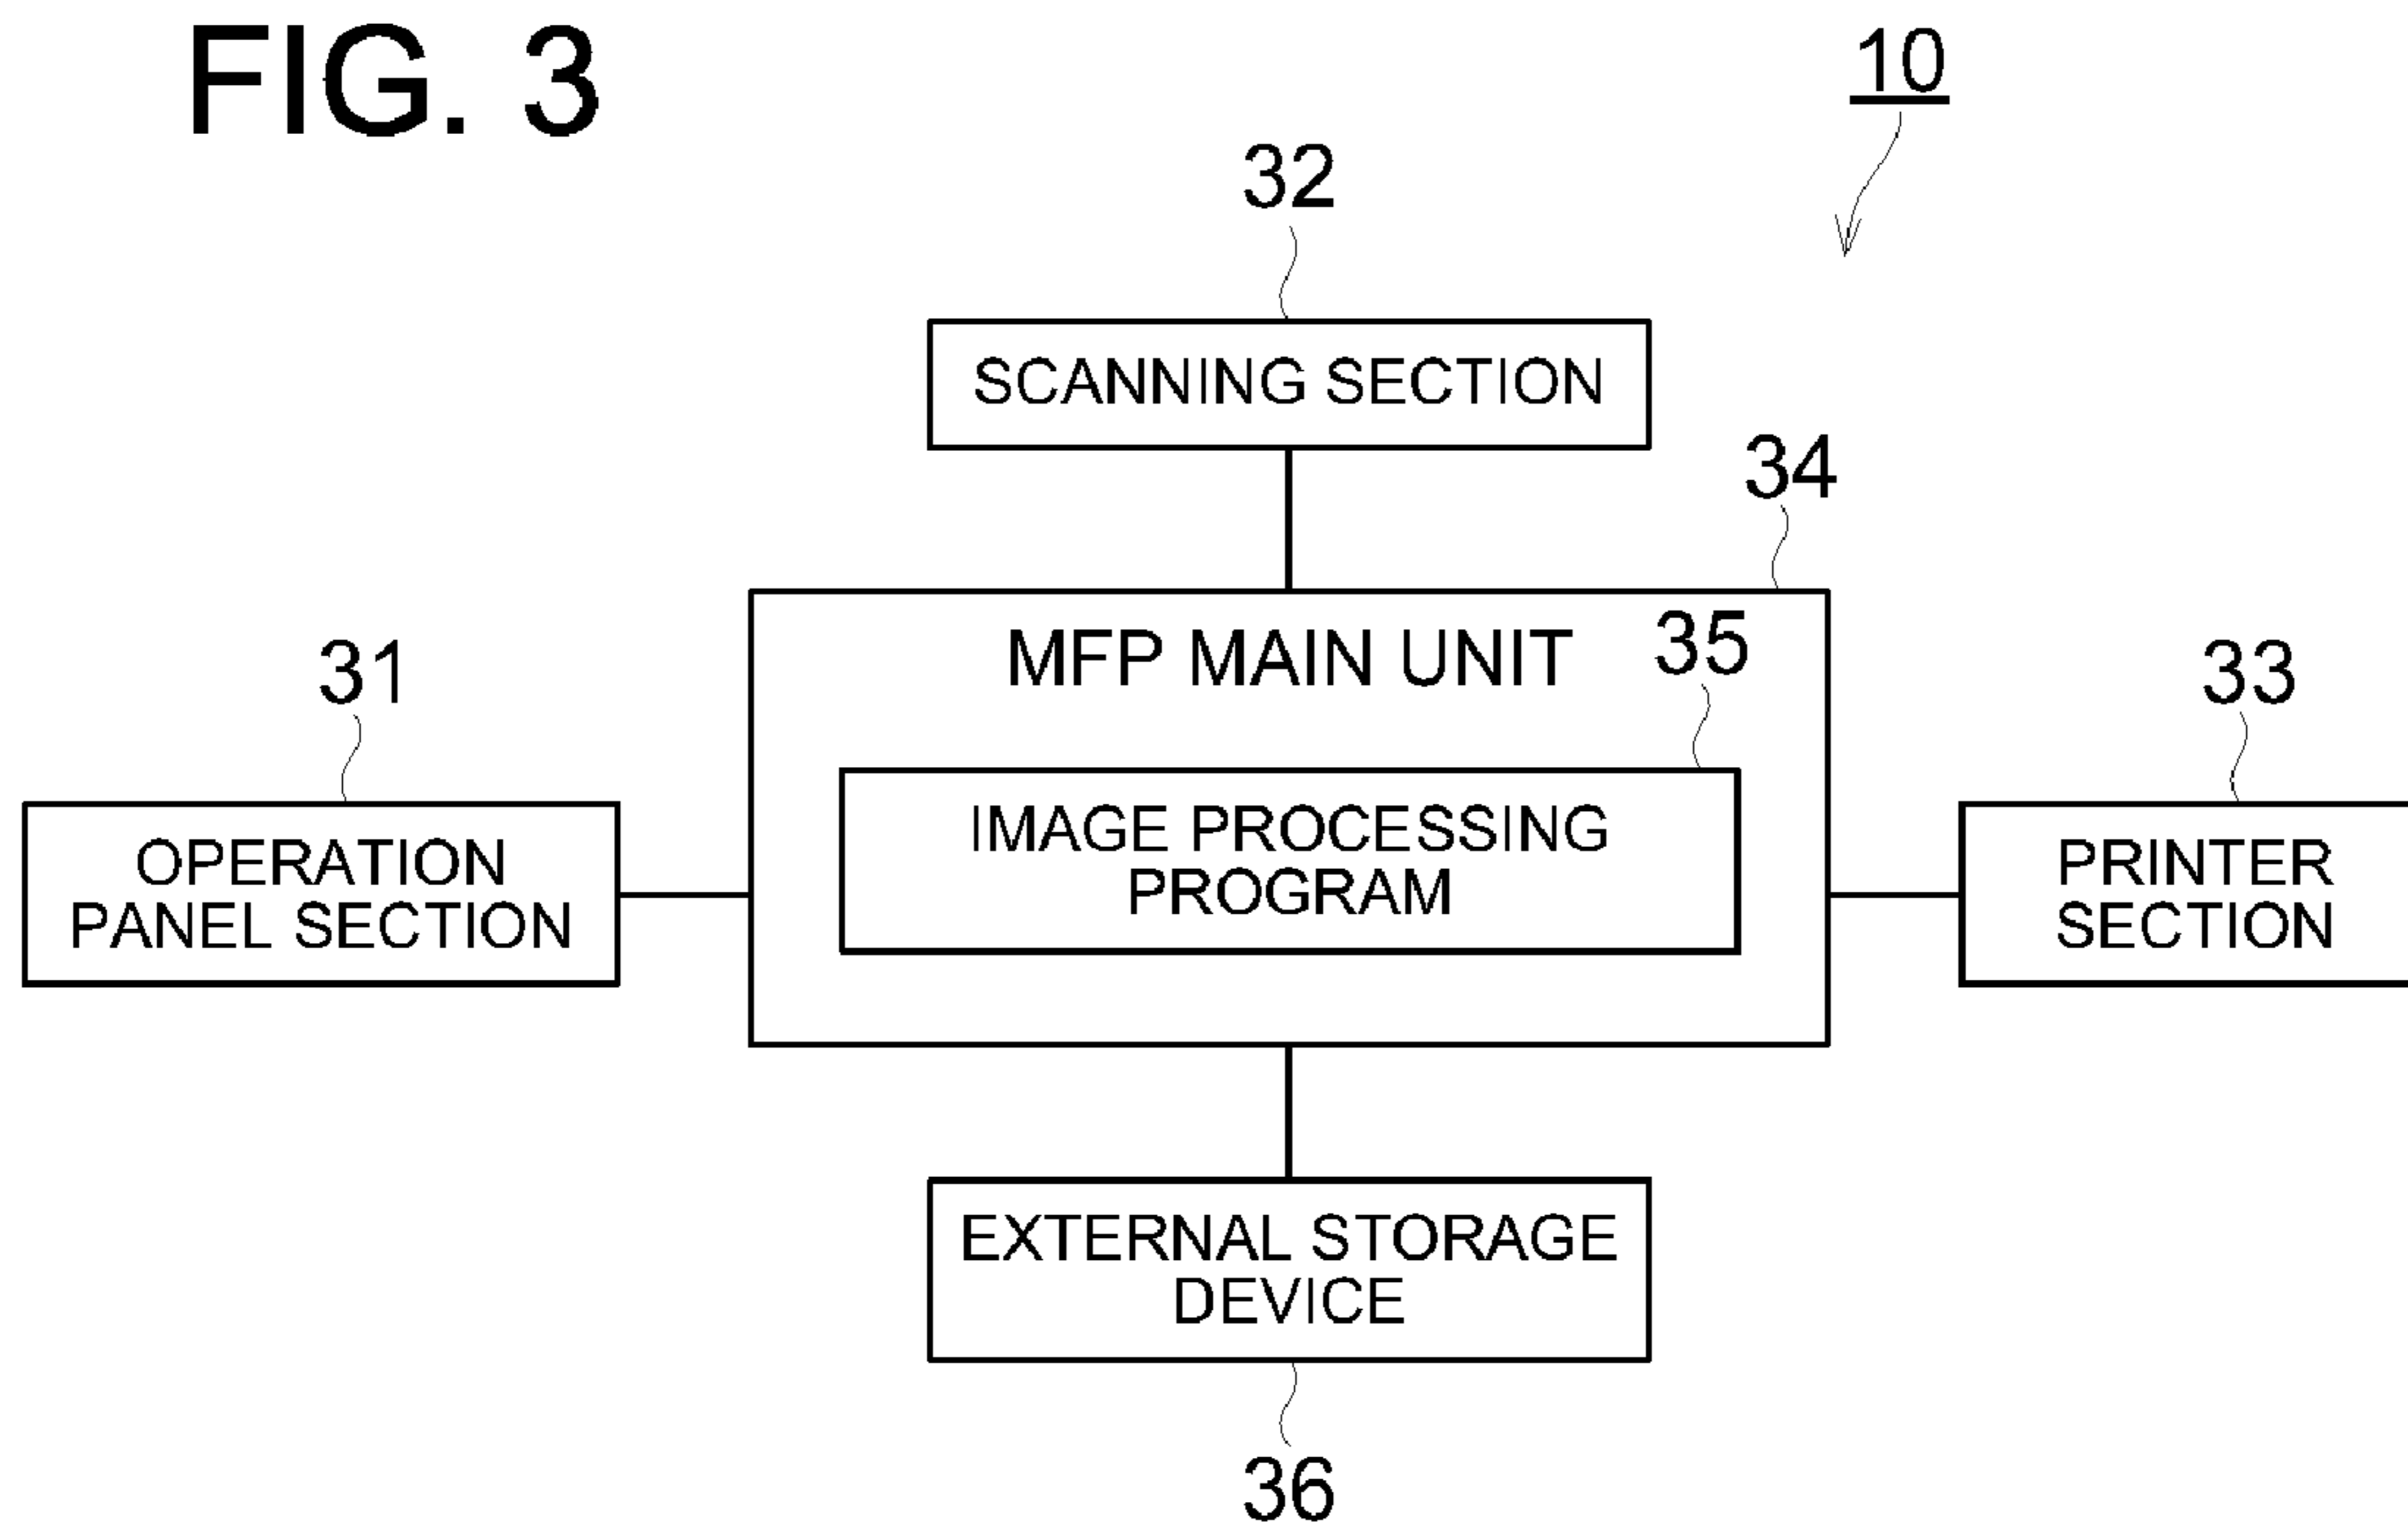 FIG. 3
10
32
SCANNING SECTION
34
MFP MAIN UNIT
35
31
33
IMAGE PROCESSING
PROGRAM
OPERATION
PANEL SECTION
PRINTER
SECTION
EXTERNAL STORAGE
DEVICE
36